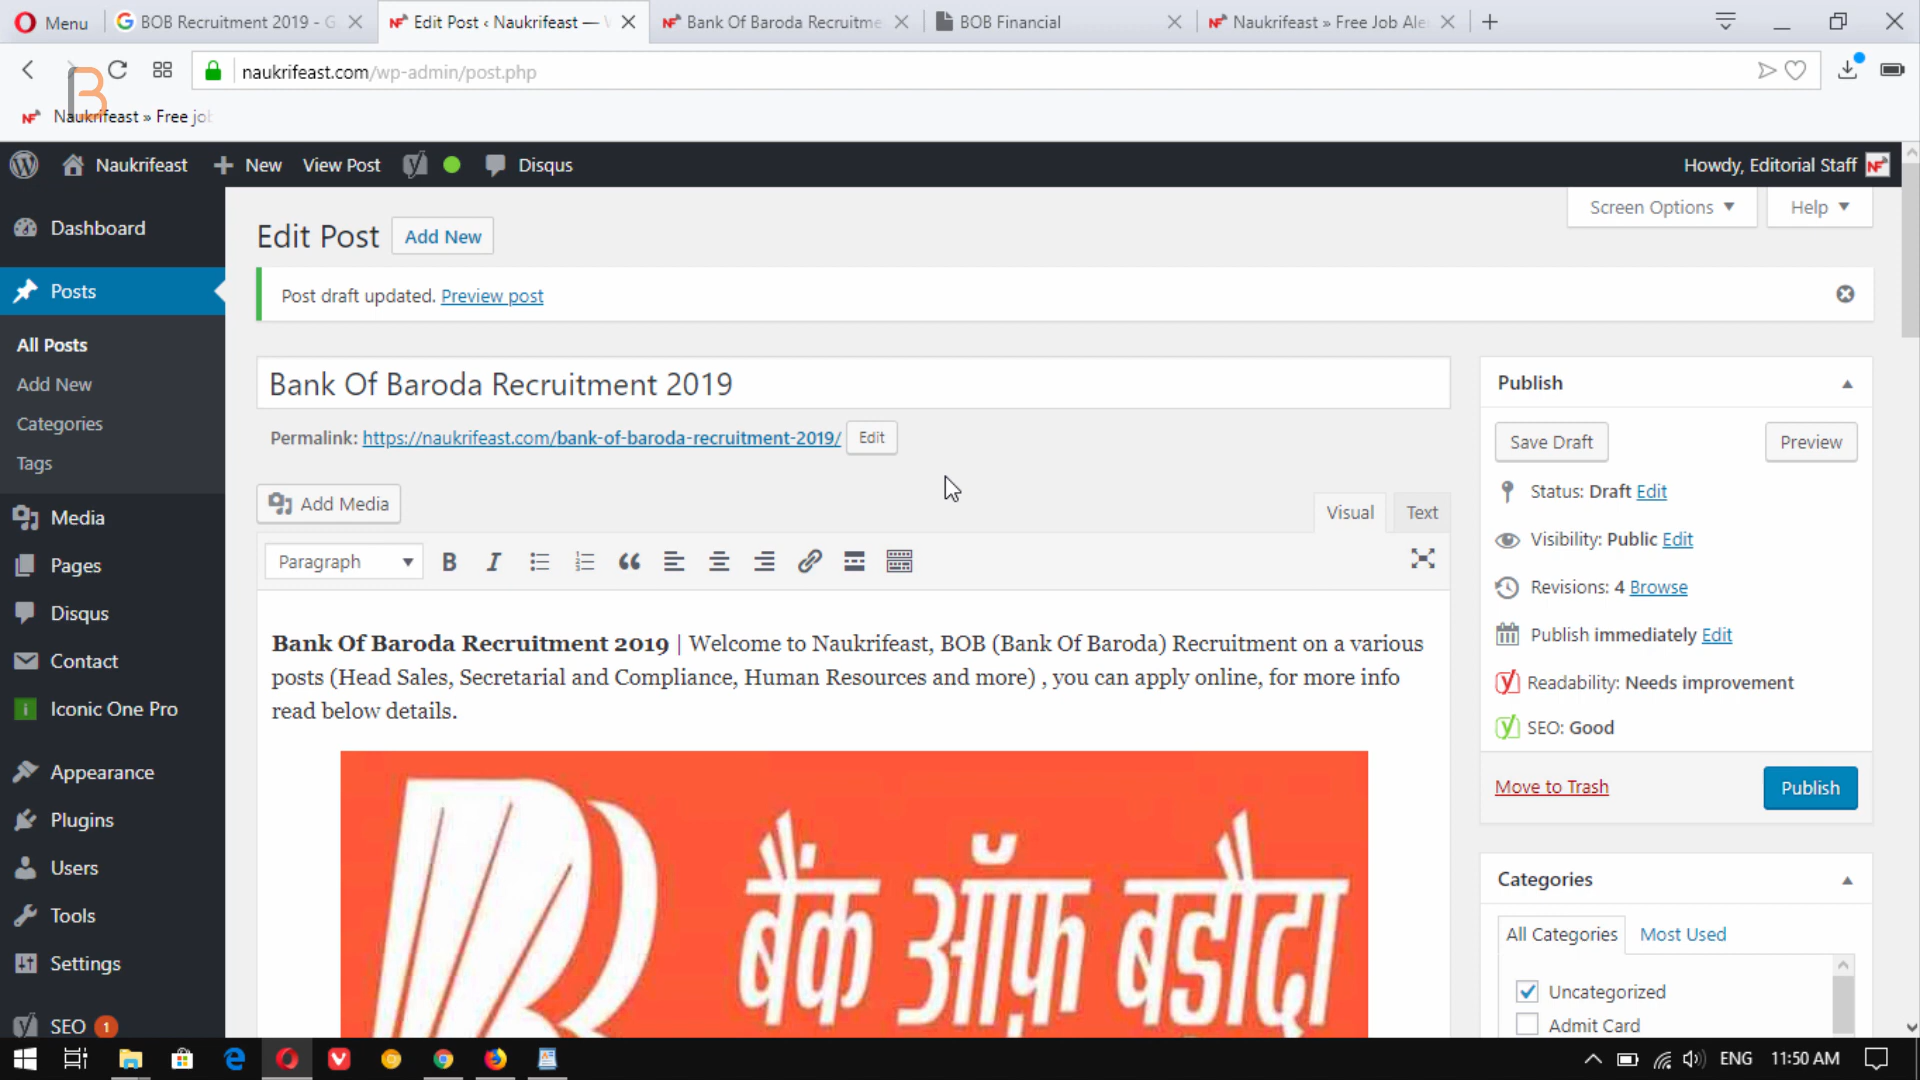 Menu
BOB Recruitment 2019 - G
Edit Post ‹ Naukrifeast —
Bank Of Baroda Recruitme
BOB Financial
Naukrifeast » Free Job Ale
naukrifeast.com/wp-admin/post.php
Naukrifeast » Free job
Naukrifeast
New
View Post
Disqus
Howdy, Editorial Staff
Dashboard
Posts
All Posts
Add New
Categories
Tags
Media
Pages
Disqus
Contact
Iconic One Pro
Appearance
Plugins
Users
Tools
Settings
SEO 1
Screen Options
Help
Edit Post
Add New
Post draft updated. Preview post
Bank Of Baroda Recruitment 2019
Permalink: https://naukrifeast.com/bank-of-baroda-recruitment-2019/ Edit
Add Media
Visual
Text
Paragraph
B
I
Bank Of Baroda Recruitment 2019 | Welcome to Naukrifeast, BOB (Bank Of Baroda) Recruitment on a various
posts (Head Sales, Secretarial and Compliance, Human Resources and more) , you can apply online, for more info
read below details.
बैंक ऑफ़ बडौदा
Publish
Save Draft
Preview
Status: Draft Edit
Visibility: Public Edit
Revisions: 4 Browse
Publish immediately Edit
Readability: Needs improvement
SEO: Good
Move to Trash
Publish
Categories
All Categories
Most Used
Uncategorized
Admit Card
ENG
11:50 AM